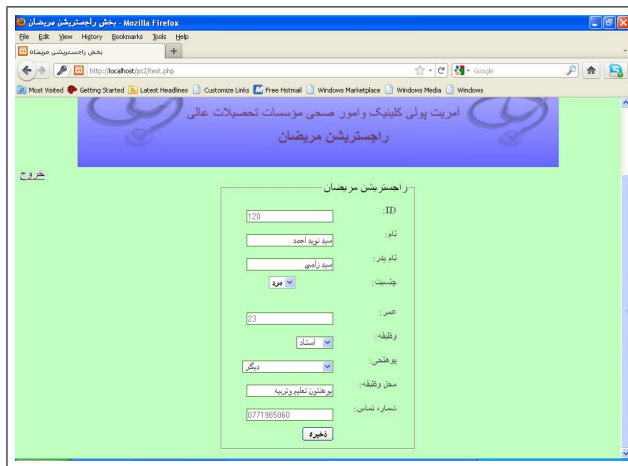 بخش راجستریشن مریضان - Mozilla Firefox
File Edit View History Bookmarks Tools Help
بخش راجستریشن مریضان
http://localhost/pc2/test.php
Google
Most Visited Getting Started Latest Headlines Customize Links Free Hotmail Windows Marketplace Windows Media Windows
آمریت پولی کلینیک وامور صحی مؤسسات تحصیلات عالی
راجستریشن مریضان
خروج
راجستریشن مریضان
ID: 120
نام: سید نوید احمد
نام پدر: سید زلمی
جنسیت: مرد
عمر: 23
وظیفه: استاد
پوهنحی: دیگر
محل وظیفه: پوهنتون تعلیم وتربیه
شماره تماس: 0771965060
ذخیره